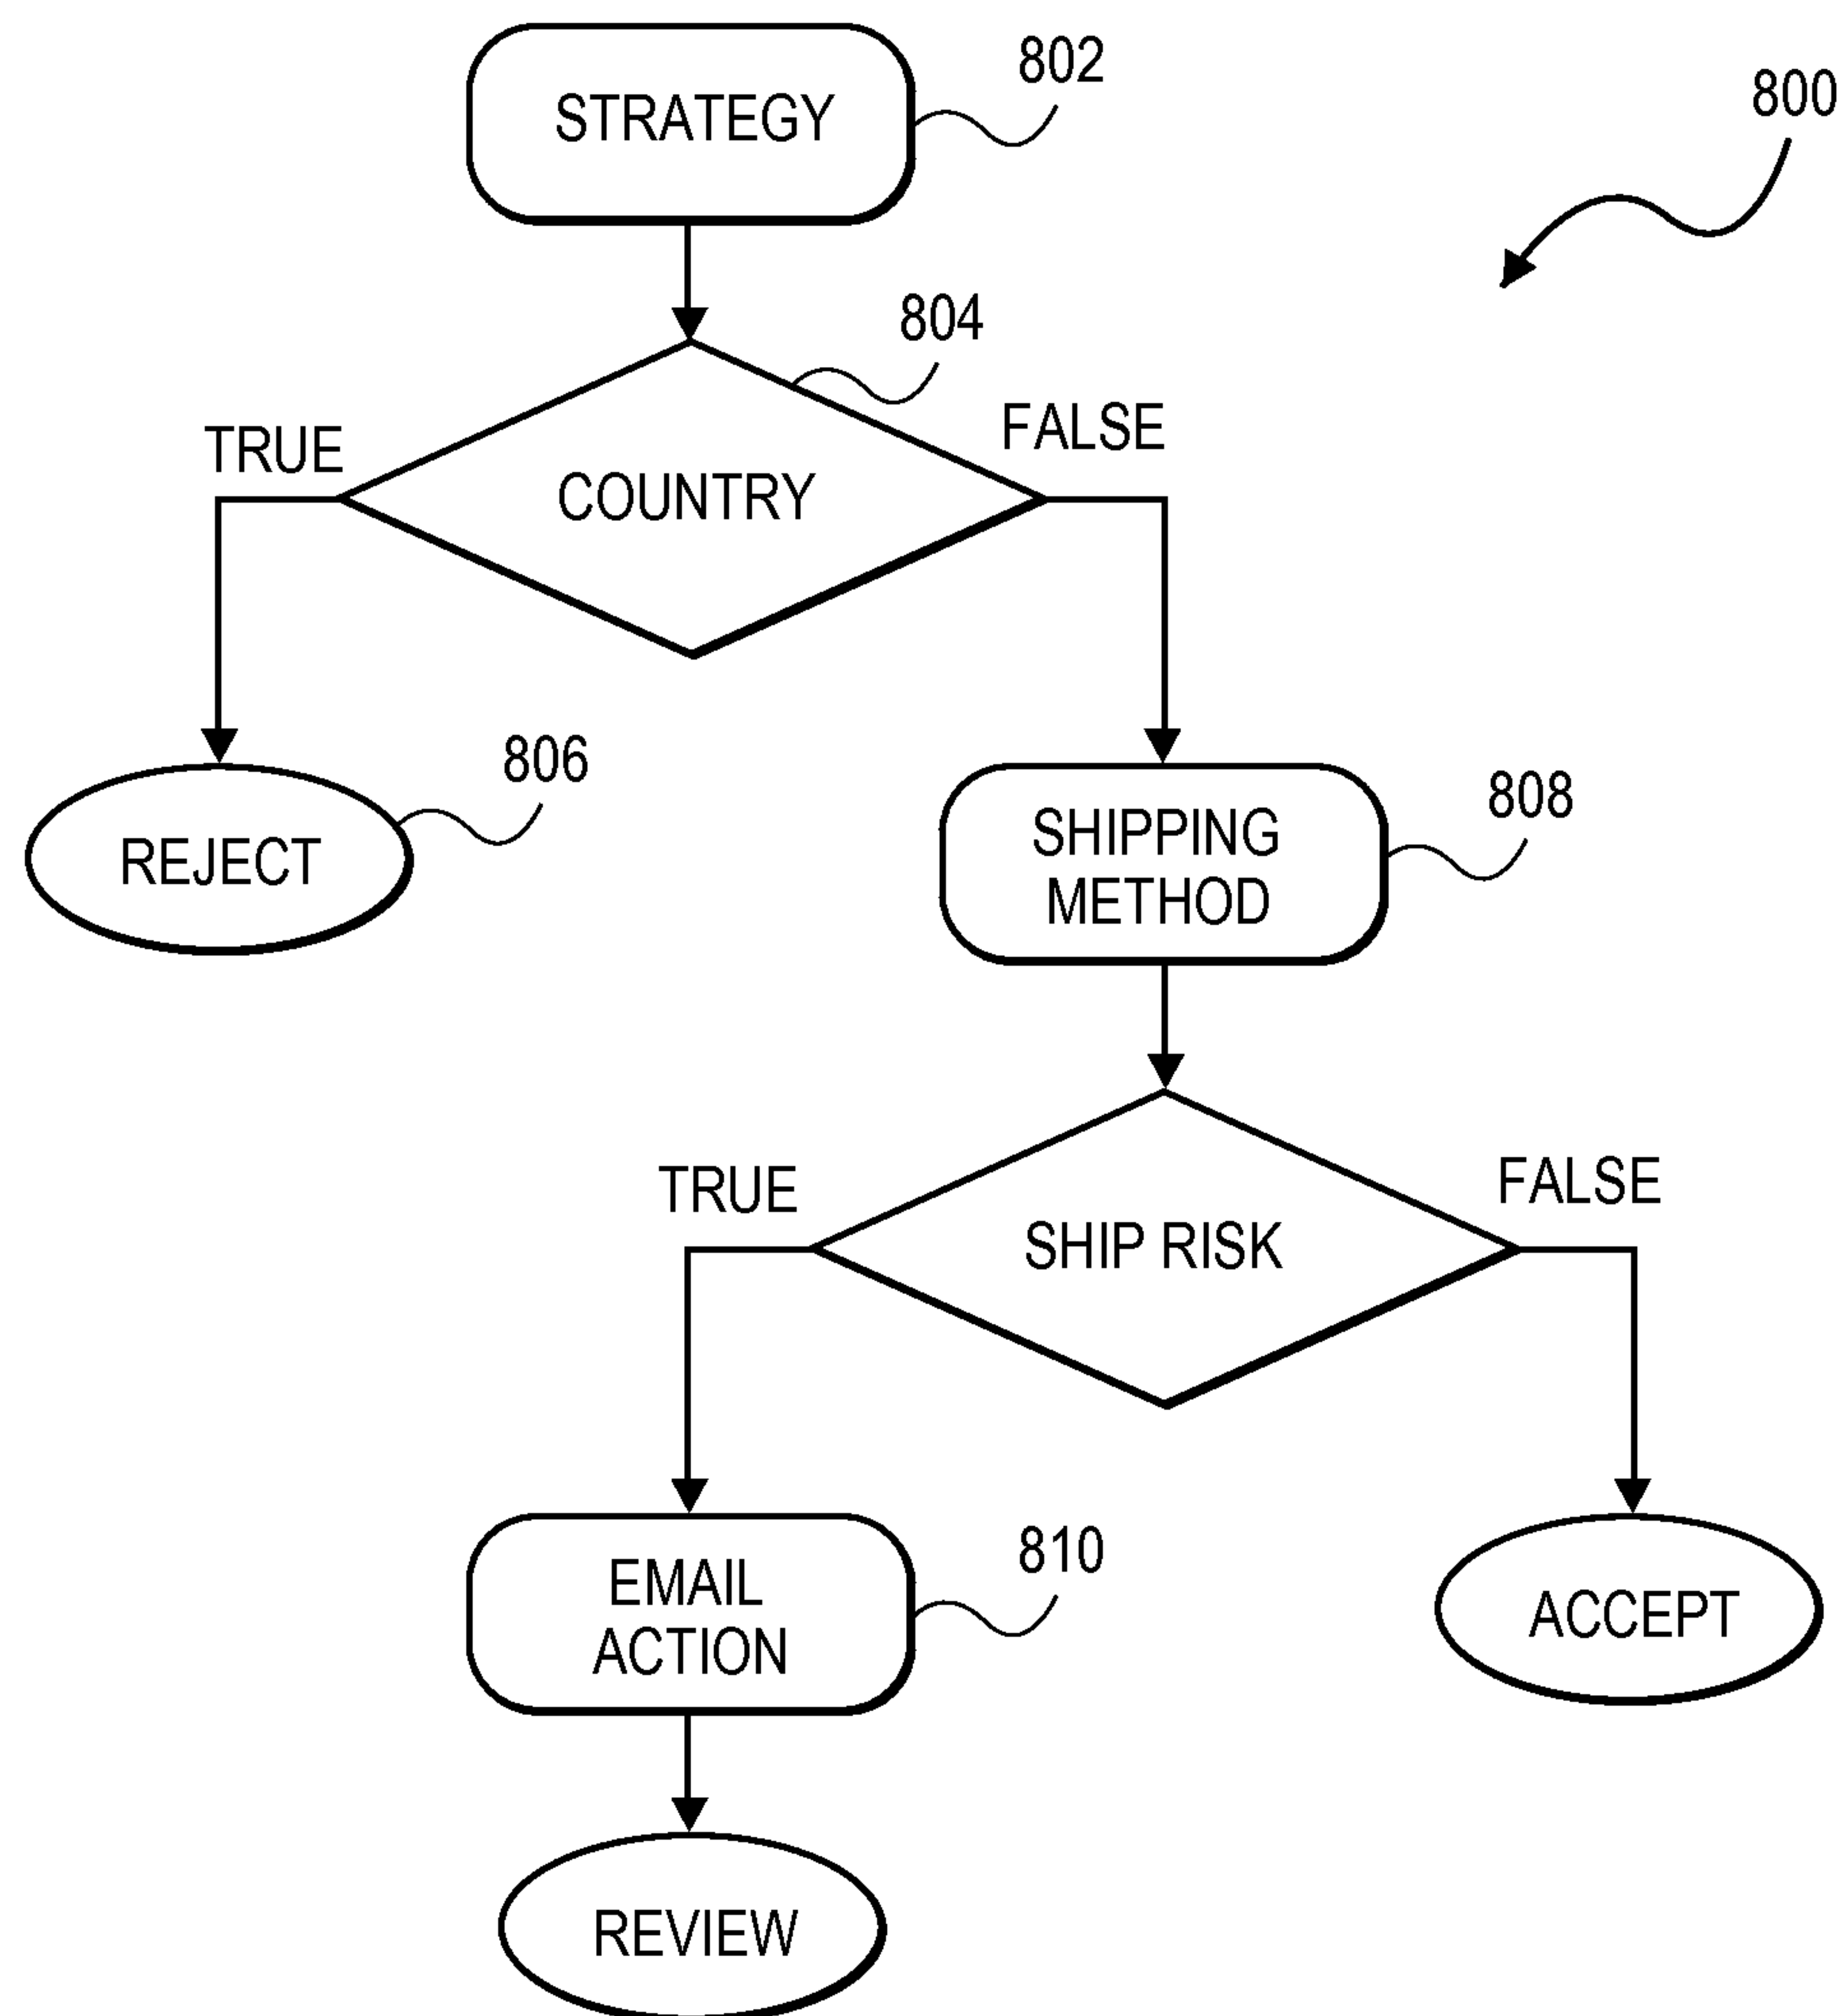 802
STRATEGY
800
804
TRUE
FALSE
COUNTRY
806
REJECT
808
SHIPPING
METHOD
TRUE
FALSE
SHIP RISK
810
EMAIL
ACTION
ACCEPT
REVIEW